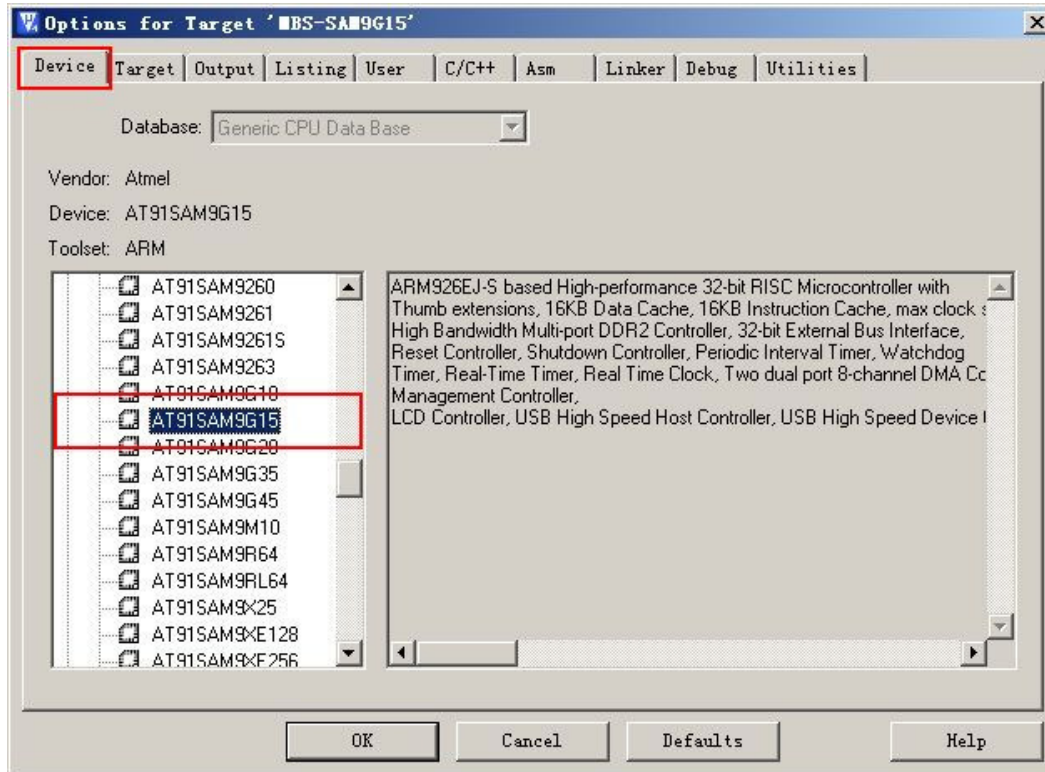 Options for Target '■BS-SA■9G15'
Device Target Output Listing User C/C++ Asm Linker Debug Utilities
Database: Generic CPU Data Base
Vendor: Atmel
Device: AT91SAM9G15
Toolset: ARM
AT91SAM9260
AT91SAM9261
AT91SAM9261S
AT91SAM9263
AT91SAM9G10
AT91SAM9G15
AT91SAM9G20
AT91SAM9G35
AT91SAM9G45
AT91SAM9M10
AT91SAM9R64
AT91SAM9RL64
AT91SAM9X25
AT91SAM9XE128
AT91SAM9XE256
ARM926EJ-S based High-performance 32-bit RISC Microcontroller with
Thumb extensions, 16KB Data Cache, 16KB Instruction Cache, max clock
High Bandwidth Multi-port DDR2 Controller, 32-bit External Bus Interface,
Reset Controller, Shutdown Controller, Periodic Interval Timer, Watchdog
Timer, Real-Time Timer, Real Time Clock, Two dual port 8-channel DMA Co
Management Controller,
LCD Controller, USB High Speed Host Controller, USB High Speed Device
OK Cancel Defaults Help